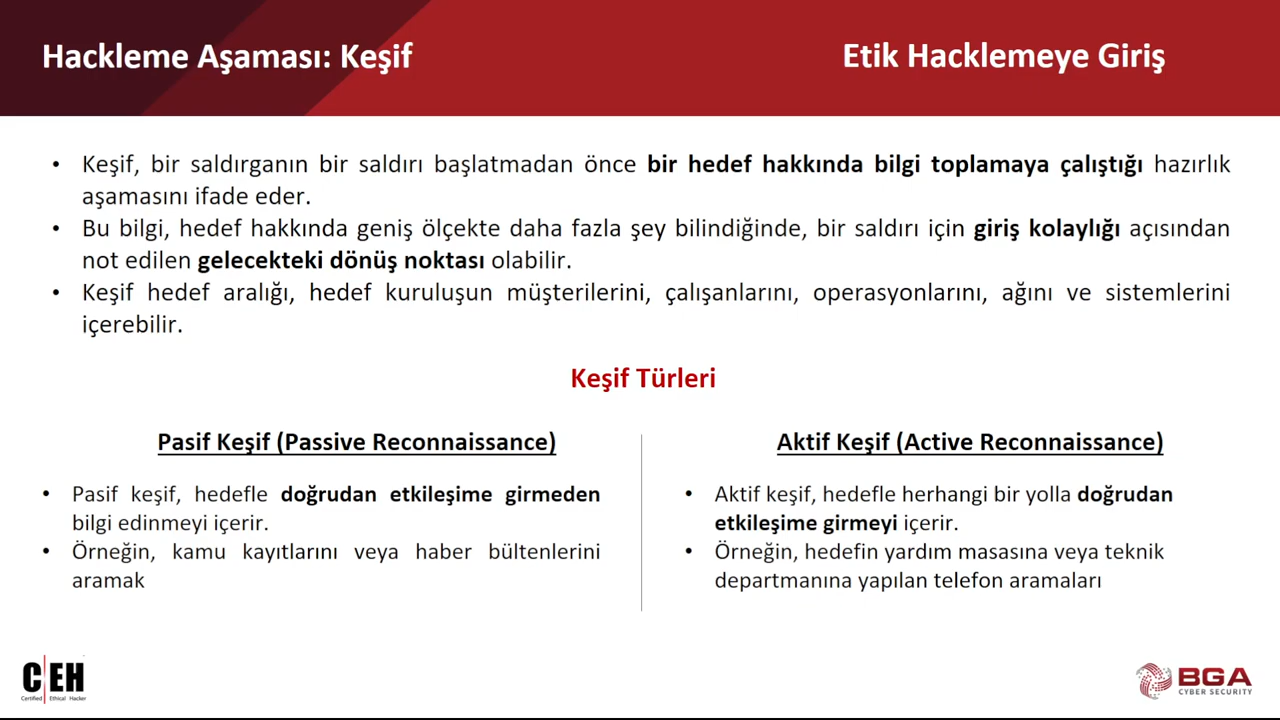 Hackleme Aşaması: Keşif
Etik Hacklemeye Giriş
• Keşif, bir saldırganın bir saldırı başlatmadan önce bir hedef hakkında bilgi toplamaya çalıştığı hazırlık
aşamasını ifade eder.
• Bu bilgi, hedef hakkında geniş ölçekte daha fazla şey bilindiğinde, bir saldırı için giriş kolaylığı açısından
not edilen gelecekteki dönüş noktası olabilir.
• Keşif hedef aralığı, hedef kuruluşun müşterilerini, çalışanlarını, operasyonlarını, ağını ve sistemlerini
içerebilir.
Keşif Türleri
Pasif Keşif (Passive Reconnaissance)
• Pasif keşif, hedefle doğrudan etkileşime girmeden
bilgi edinmeyi içerir.
• Örneğin, kamu kayıtlarını veya haber bültenlerini
aramak
Aktif Keşif (Active Reconnaissance)
• Aktif keşif, hedefle herhangi bir yolla doğrudan
etkileşime girmeyi içerir.
• Örneğin, hedefin yardım masasına veya teknik
departmanına yapılan telefon aramaları
C|EH
Certified Ethical Hacker
BGA
CYBER SECURITY